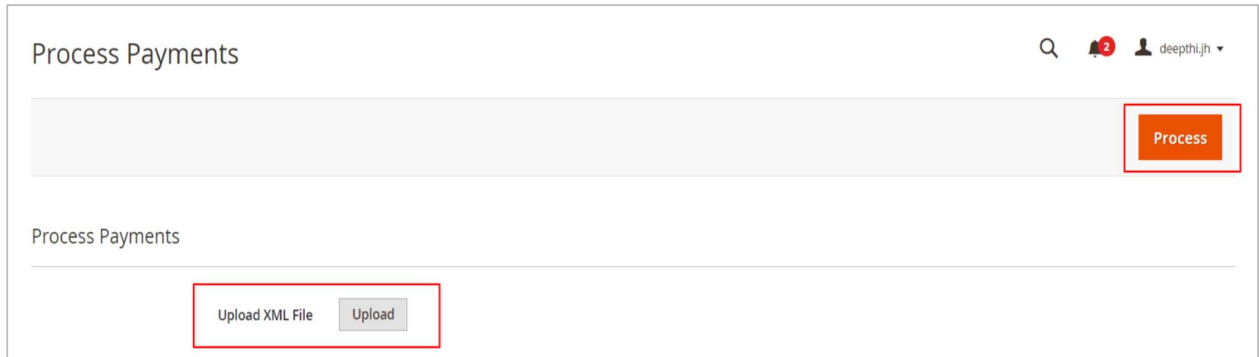 Process Payments
2
deepthi.jh
Process
Process Payments
Upload XML File
Upload